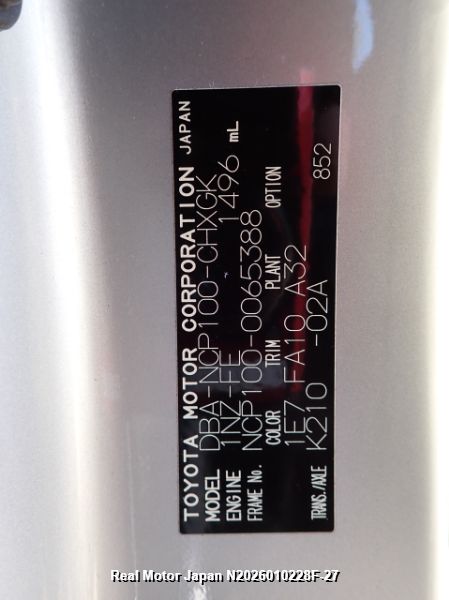 TOYOTA MOTOR CORPORATION JAPAN
MODEL DBA-NCP100-CHXGK
ENGINE 1NZ-FE 1496 mL
FRAME No. NCP100-0065388
COLOR TRIM PLANT OPTION
1E7 FA10 A32
TRANS./AXLE K210 -02A 852
Real Motor Japan N2026010228F-27